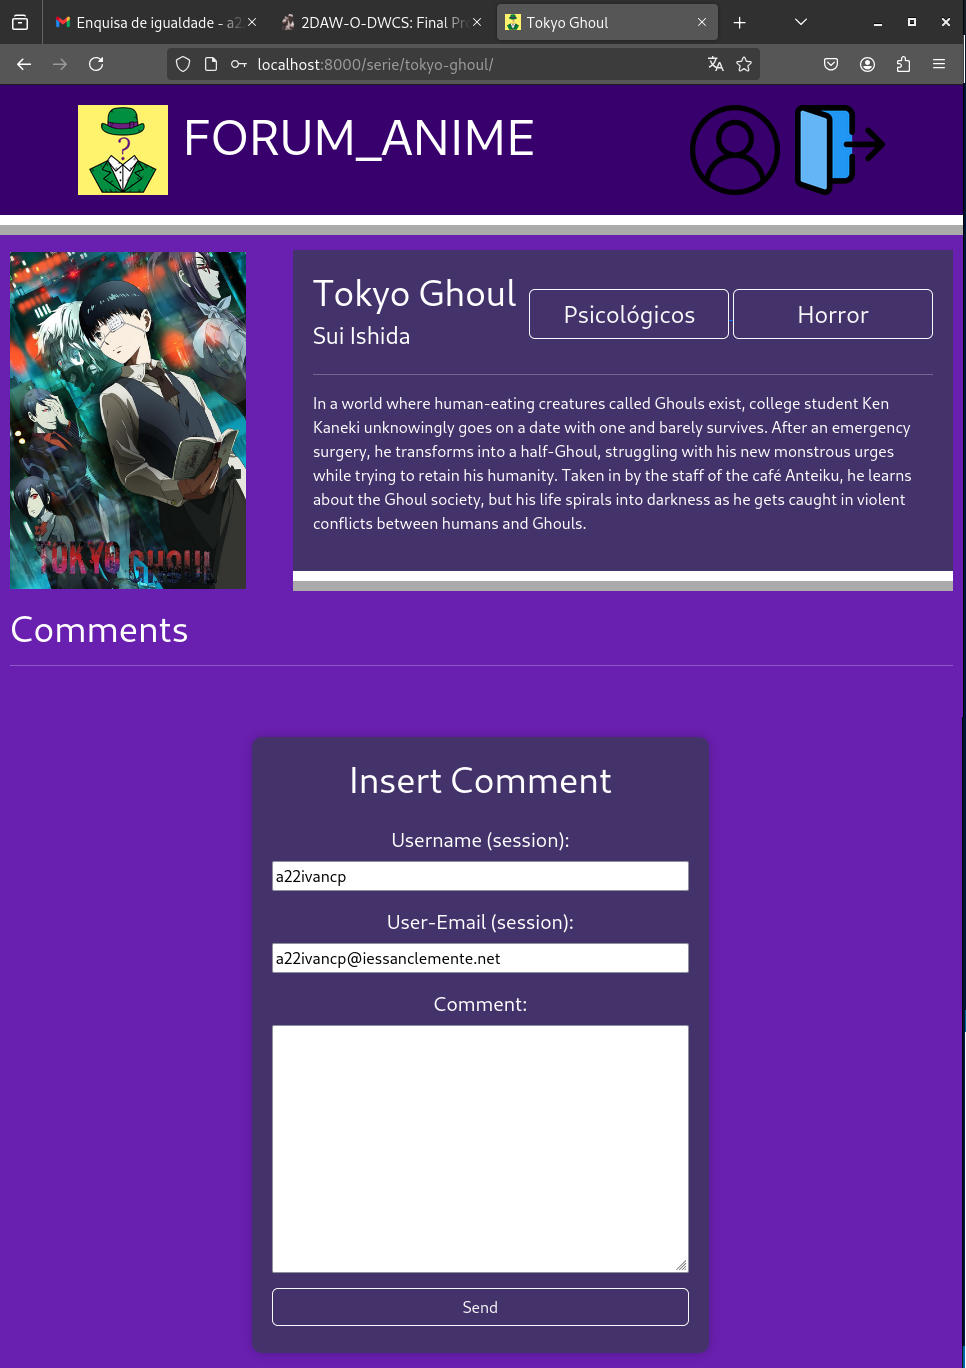 Enquisa de igualdade - a2
2DAW-O-DWCS: Final Pr
Tokyo Ghoul
localhost:8000/serie/tokyo-ghoul/
?
FORUM_ANIME
TOKYO GHOUL
Tokyo Ghoul
Sui Ishida
Psicológicos
Horror
In a world where human-eating creatures called Ghouls exist, college student Ken
Kaneki unknowingly goes on a date with one and barely survives. After an emergency
surgery, he transforms into a half-Ghoul, struggling with his new monstrous urges
while trying to retain his humanity. Taken in by the staff of the café Anteiku, he learns
about the Ghoul society, but his life spirals into darkness as he gets caught in violent
conflicts between humans and Ghouls.
Comments
Insert Comment
Username (session):
a22ivancp
User-Email (session):
a22ivancp@iessanclemente.net
Comment:
Send